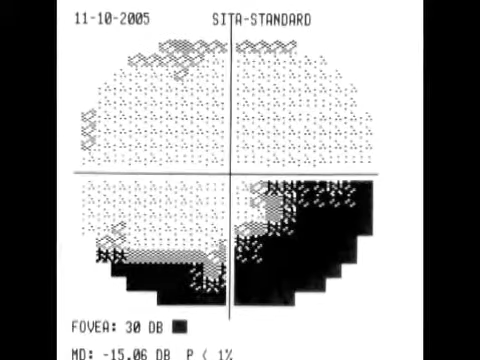 11-10-2005 SITA-STANDARD
FOVEA: 30 DB
MD: -15.06 DB P < 1%